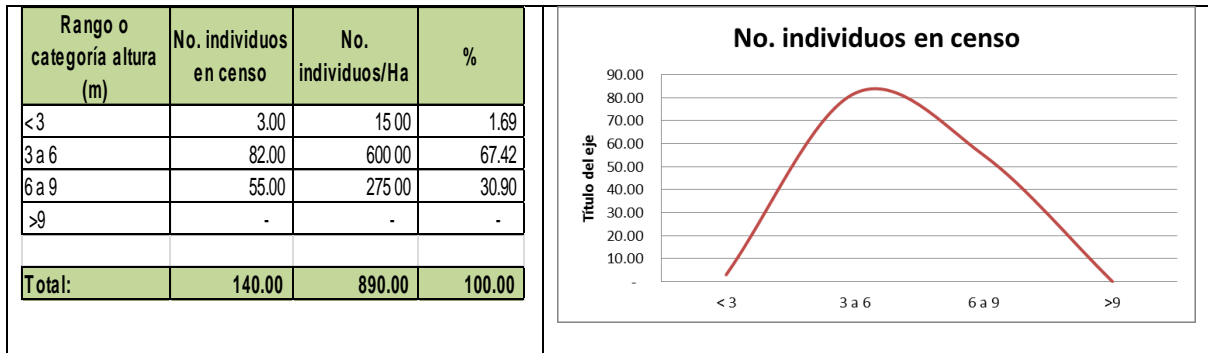 Rango o categoría altura (m) No. individuos en censo No. individuos/Ha %
< 3 3.00 15 00 1.69
3 a 6 82.00 600 00 67.42
6 a 9 55.00 275 00 30.90
>9 - - -
Total: 140.00 890.00 100.00
No. individuos en censo
Título del eje
90.00
80.00
70.00
60.00
50.00
40.00
30.00
20.00
10.00
-
< 3 3 a 6 6 a 9 >9